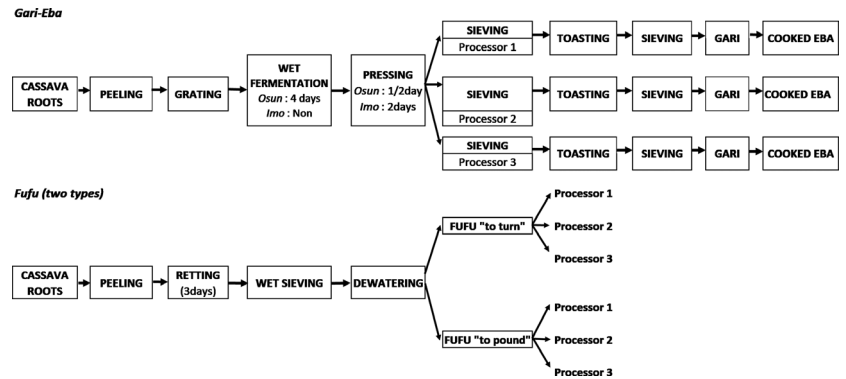 Gari-Eba
CASSAVA
ROOTS
PEELING
GRATING
WET
FERMENTATION
Osun : 4 days
Imo : Non
PRESSING
Osun : 1/2day
Imo : 2days
SIEVING
Processor 1
TOASTING
SIEVING
GARI
COOKED EBA
SIEVING
Processor 2
TOASTING
SIEVING
GARI
COOKED EBA
SIEVING
Processor 3
TOASTING
SIEVING
GARI
COOKED EBA
Fufu (two types)
CASSAVA
ROOTS
PEELING
RETTING
(3days)
WET SIEVING
DEWATERING
FUFU "to turn"
Processor 1
Processor 2
Processor 3
FUFU "to pound"
Processor 1
Processor 2
Processor 3